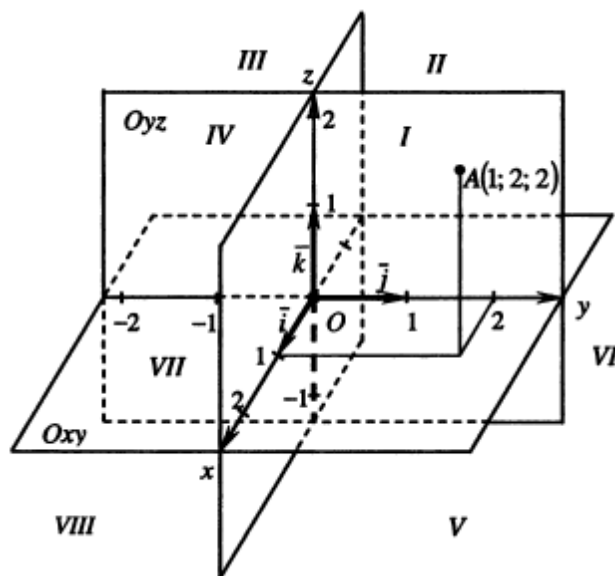 III
II
z
Oyz
IV
2
I
A(1; 2; 2)
1
k̅
j̅
−2
−1
i̅
O
1
2
y
1
VII
VI
2
−1
Oxy
x
VIII
V